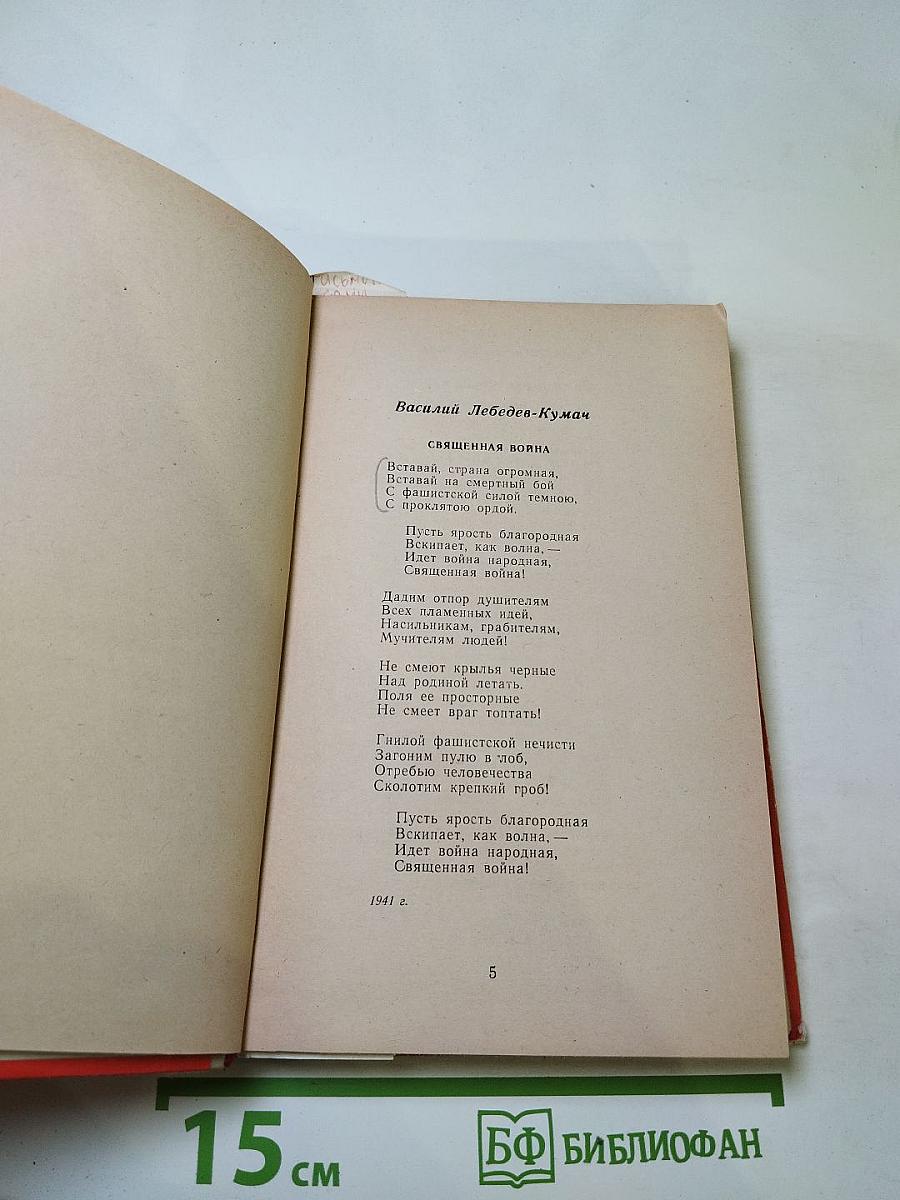 Василий Лебедев-Кумач
СВЯЩЕННАЯ ВОЙНА
Вставай, страна огромная,
Вставай на смертный бой
С фашистской силой темною,
С проклятою ордой.
Пусть ярость благородная
Вскипает, как волна, —
Идет война народная,
Священная война!
Дадим отпор душителям
Всех пламенных идей,
Насильникам, грабителям,
Мучителям людей!
Не смеют крылья черные
Над родиной летать.
Поля ее просторные
Не смеет враг топтать!
Гнилой фашистской нечисти
Загоним пулю в лоб,
Отребью человечества
Сколотим крепкий гроб!
Пусть ярость благородная
Вскипает, как волна, —
Идет война народная,
Священная война!
1941 г.
5
15 см
БФ БИБЛИОФАН